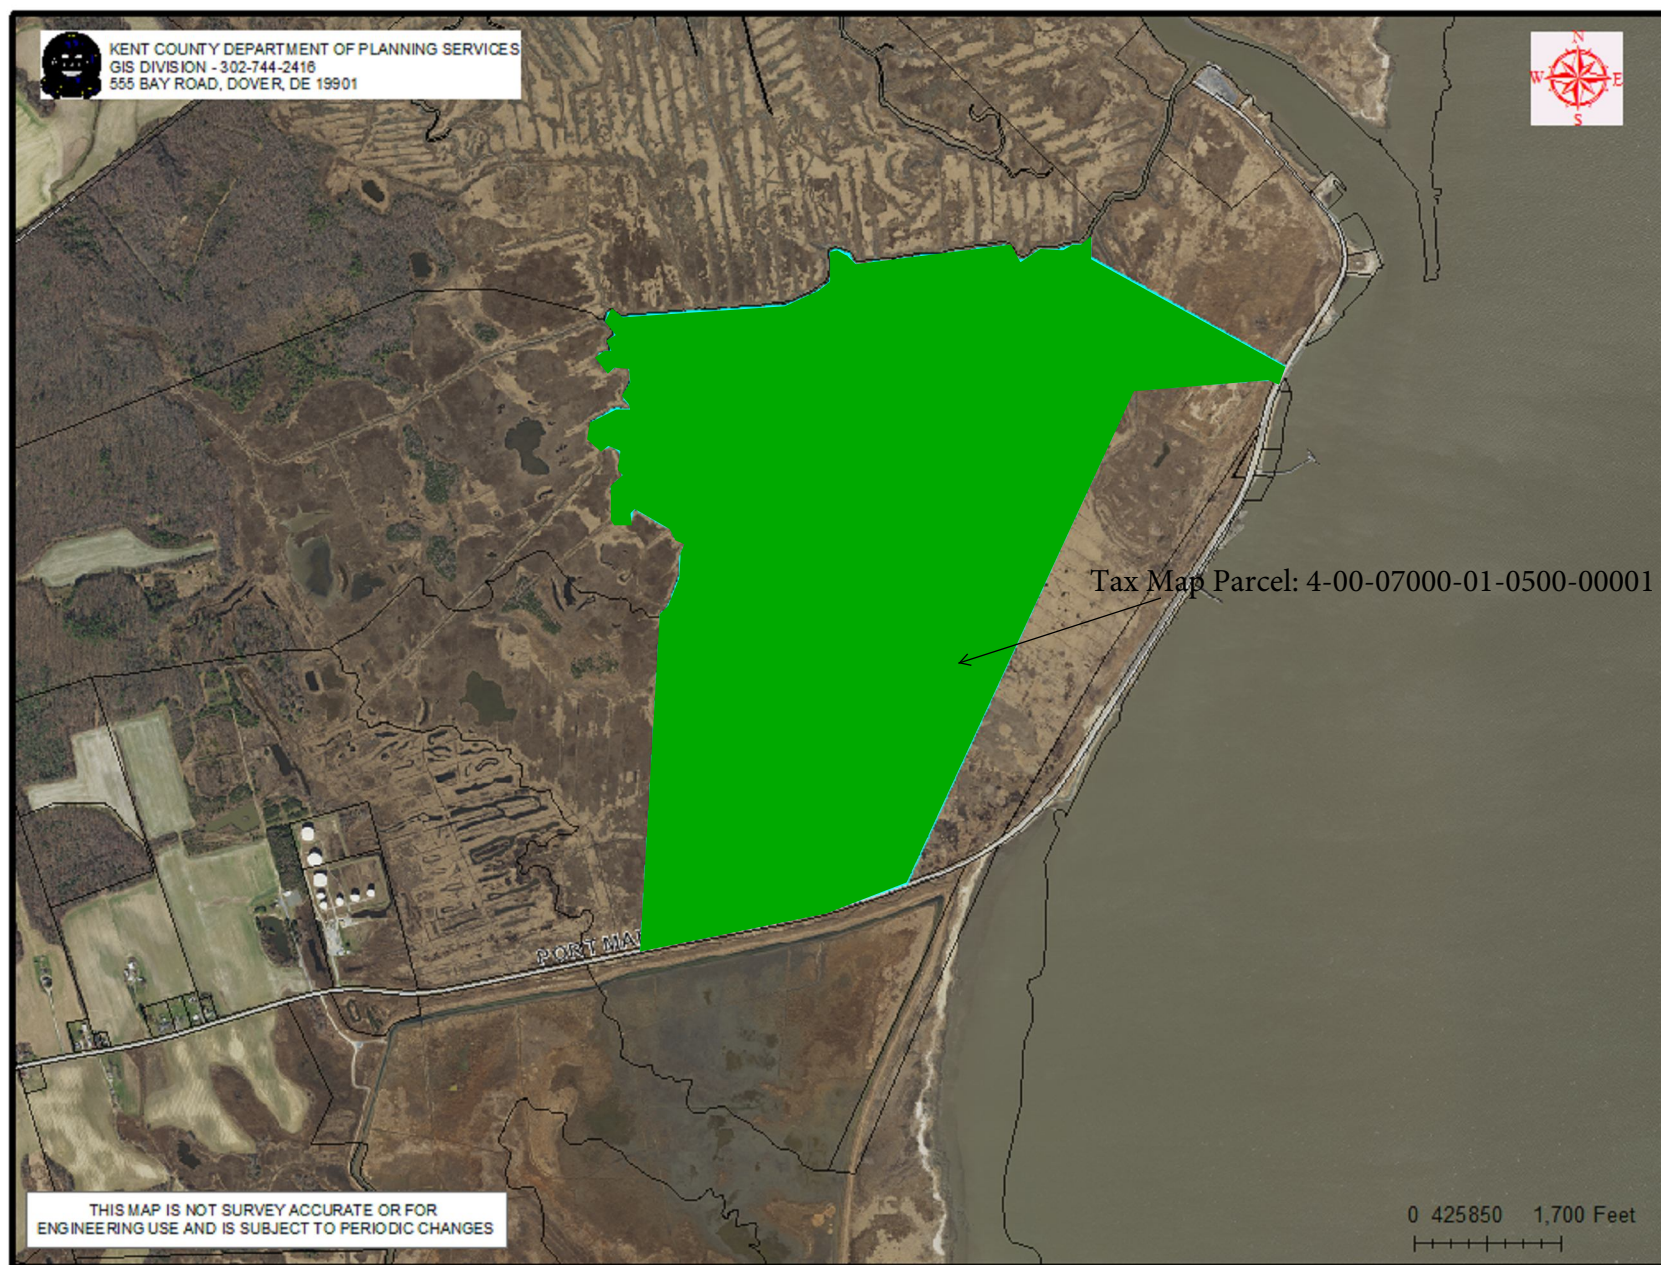 KENT COUNTY DEPARTMENT OF PLANNING SERVICES
GIS DIVISION - 302-744-2416
555 BAY ROAD, DOVER, DE 19901
N
W E
S
Tax Map Parcel: 4-00-07000-01-0500-00001
PORT MA
THIS MAP IS NOT SURVEY ACCURATE OR FOR
ENGINEERING USE AND IS SUBJECT TO PERIODIC CHANGES
0 425850 1,700 Feet